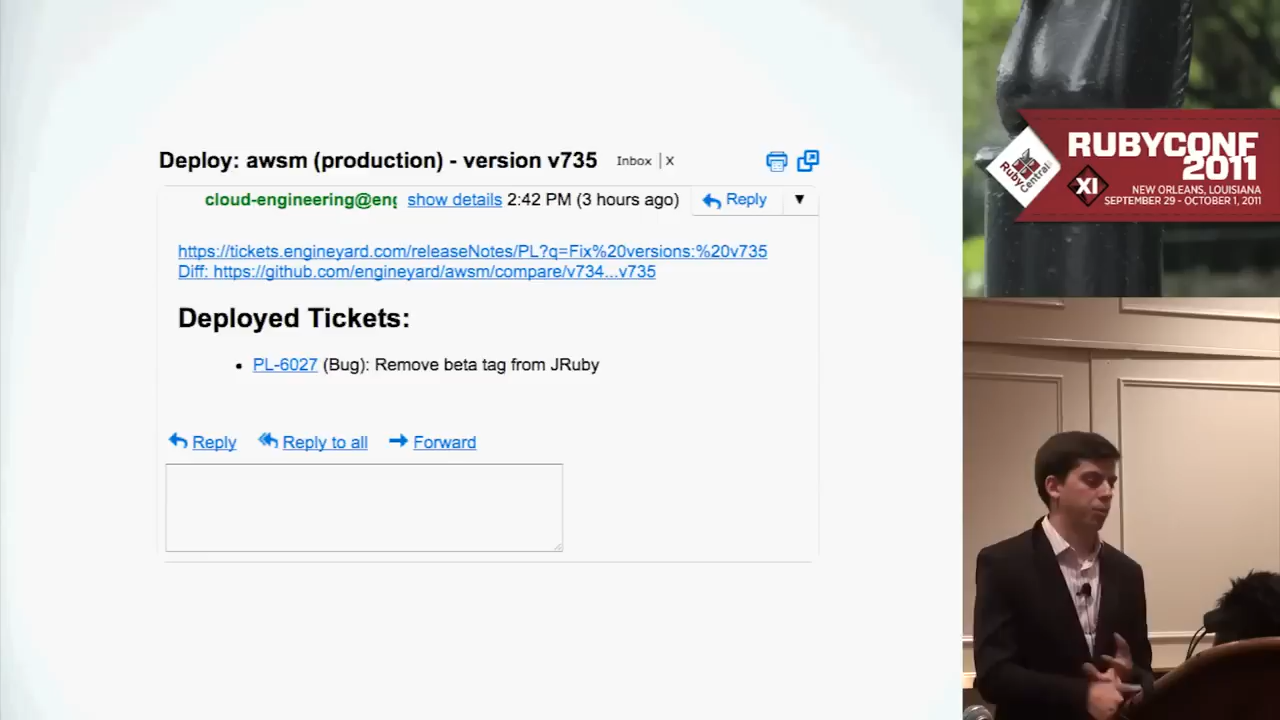 Deploy: awsm (production) - version v735 Inbox | X
cloud-engineering@eng show details 2:42 PM (3 hours ago) Reply
https://tickets.engineyard.com/releaseNotes/PL?q=Fix%20versions:%20v735
Diff: https://github.com/engineyard/awsm/compare/v734...v735
Deployed Tickets:
• PL-6027 (Bug): Remove beta tag from JRuby
Reply Reply to all Forward
RUBYCONF
2011
RubyCentral
XI
NEW ORLEANS, LOUISIANA
SEPTEMBER 29 - OCTOBER 1, 2011